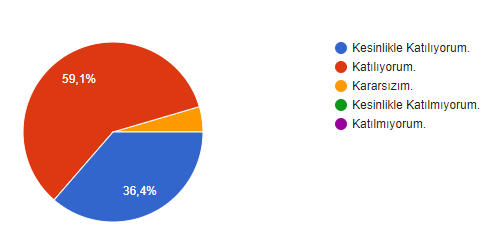 59,1%
36,4%
Kesinlikle Katılıyorum.
Katılıyorum.
Kararsızım.
Kesinlikle Katılmıyorum.
Katılmıyorum.